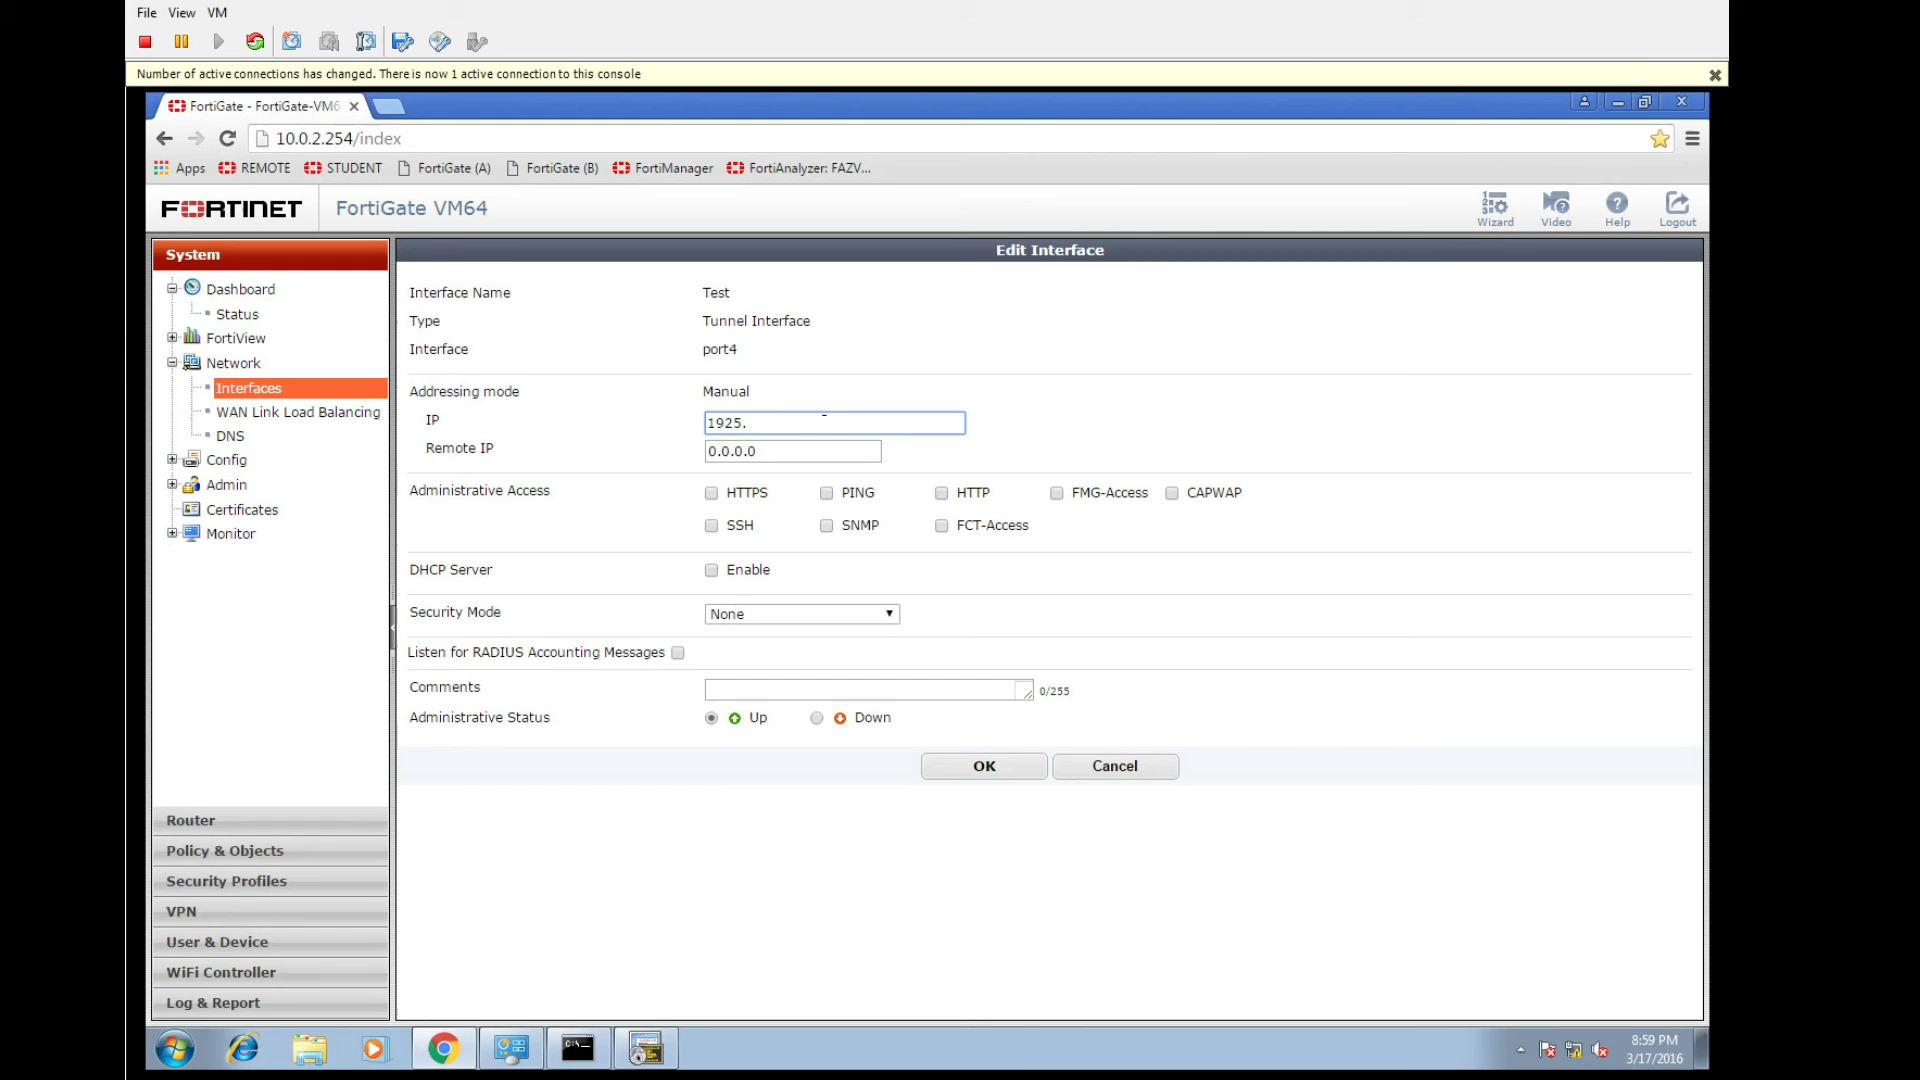 File View VM
Number of active connections has changed. There is now 1 active connection to this console
FortiGate - FortiGate-VM6
10.0.2.254/index
Apps REMOTE STUDENT FortiGate (A) FortiGate (B) FortiManager FortiAnalyzer: FAZV...
FORTINET FortiGate VM64
Wizard Video Help Logout
System
Dashboard
Status
FortiView
Network
Interfaces
WAN Link Load Balancing
DNS
Config
Admin
Certificates
Monitor
Router
Policy & Objects
Security Profiles
VPN
User & Device
WiFi Controller
Log & Report
Edit Interface
Interface Name Test
Type Tunnel Interface
Interface port4
Addressing mode Manual
IP 1925.
Remote IP 0.0.0.0
Administrative Access HTTPS PING HTTP FMG-Access CAPWAP
SSH SNMP FCT-Access
DHCP Server Enable
Security Mode None
Listen for RADIUS Accounting Messages
Comments 0/255
Administrative Status Up Down
OK Cancel
8:59 PM
3/17/2016